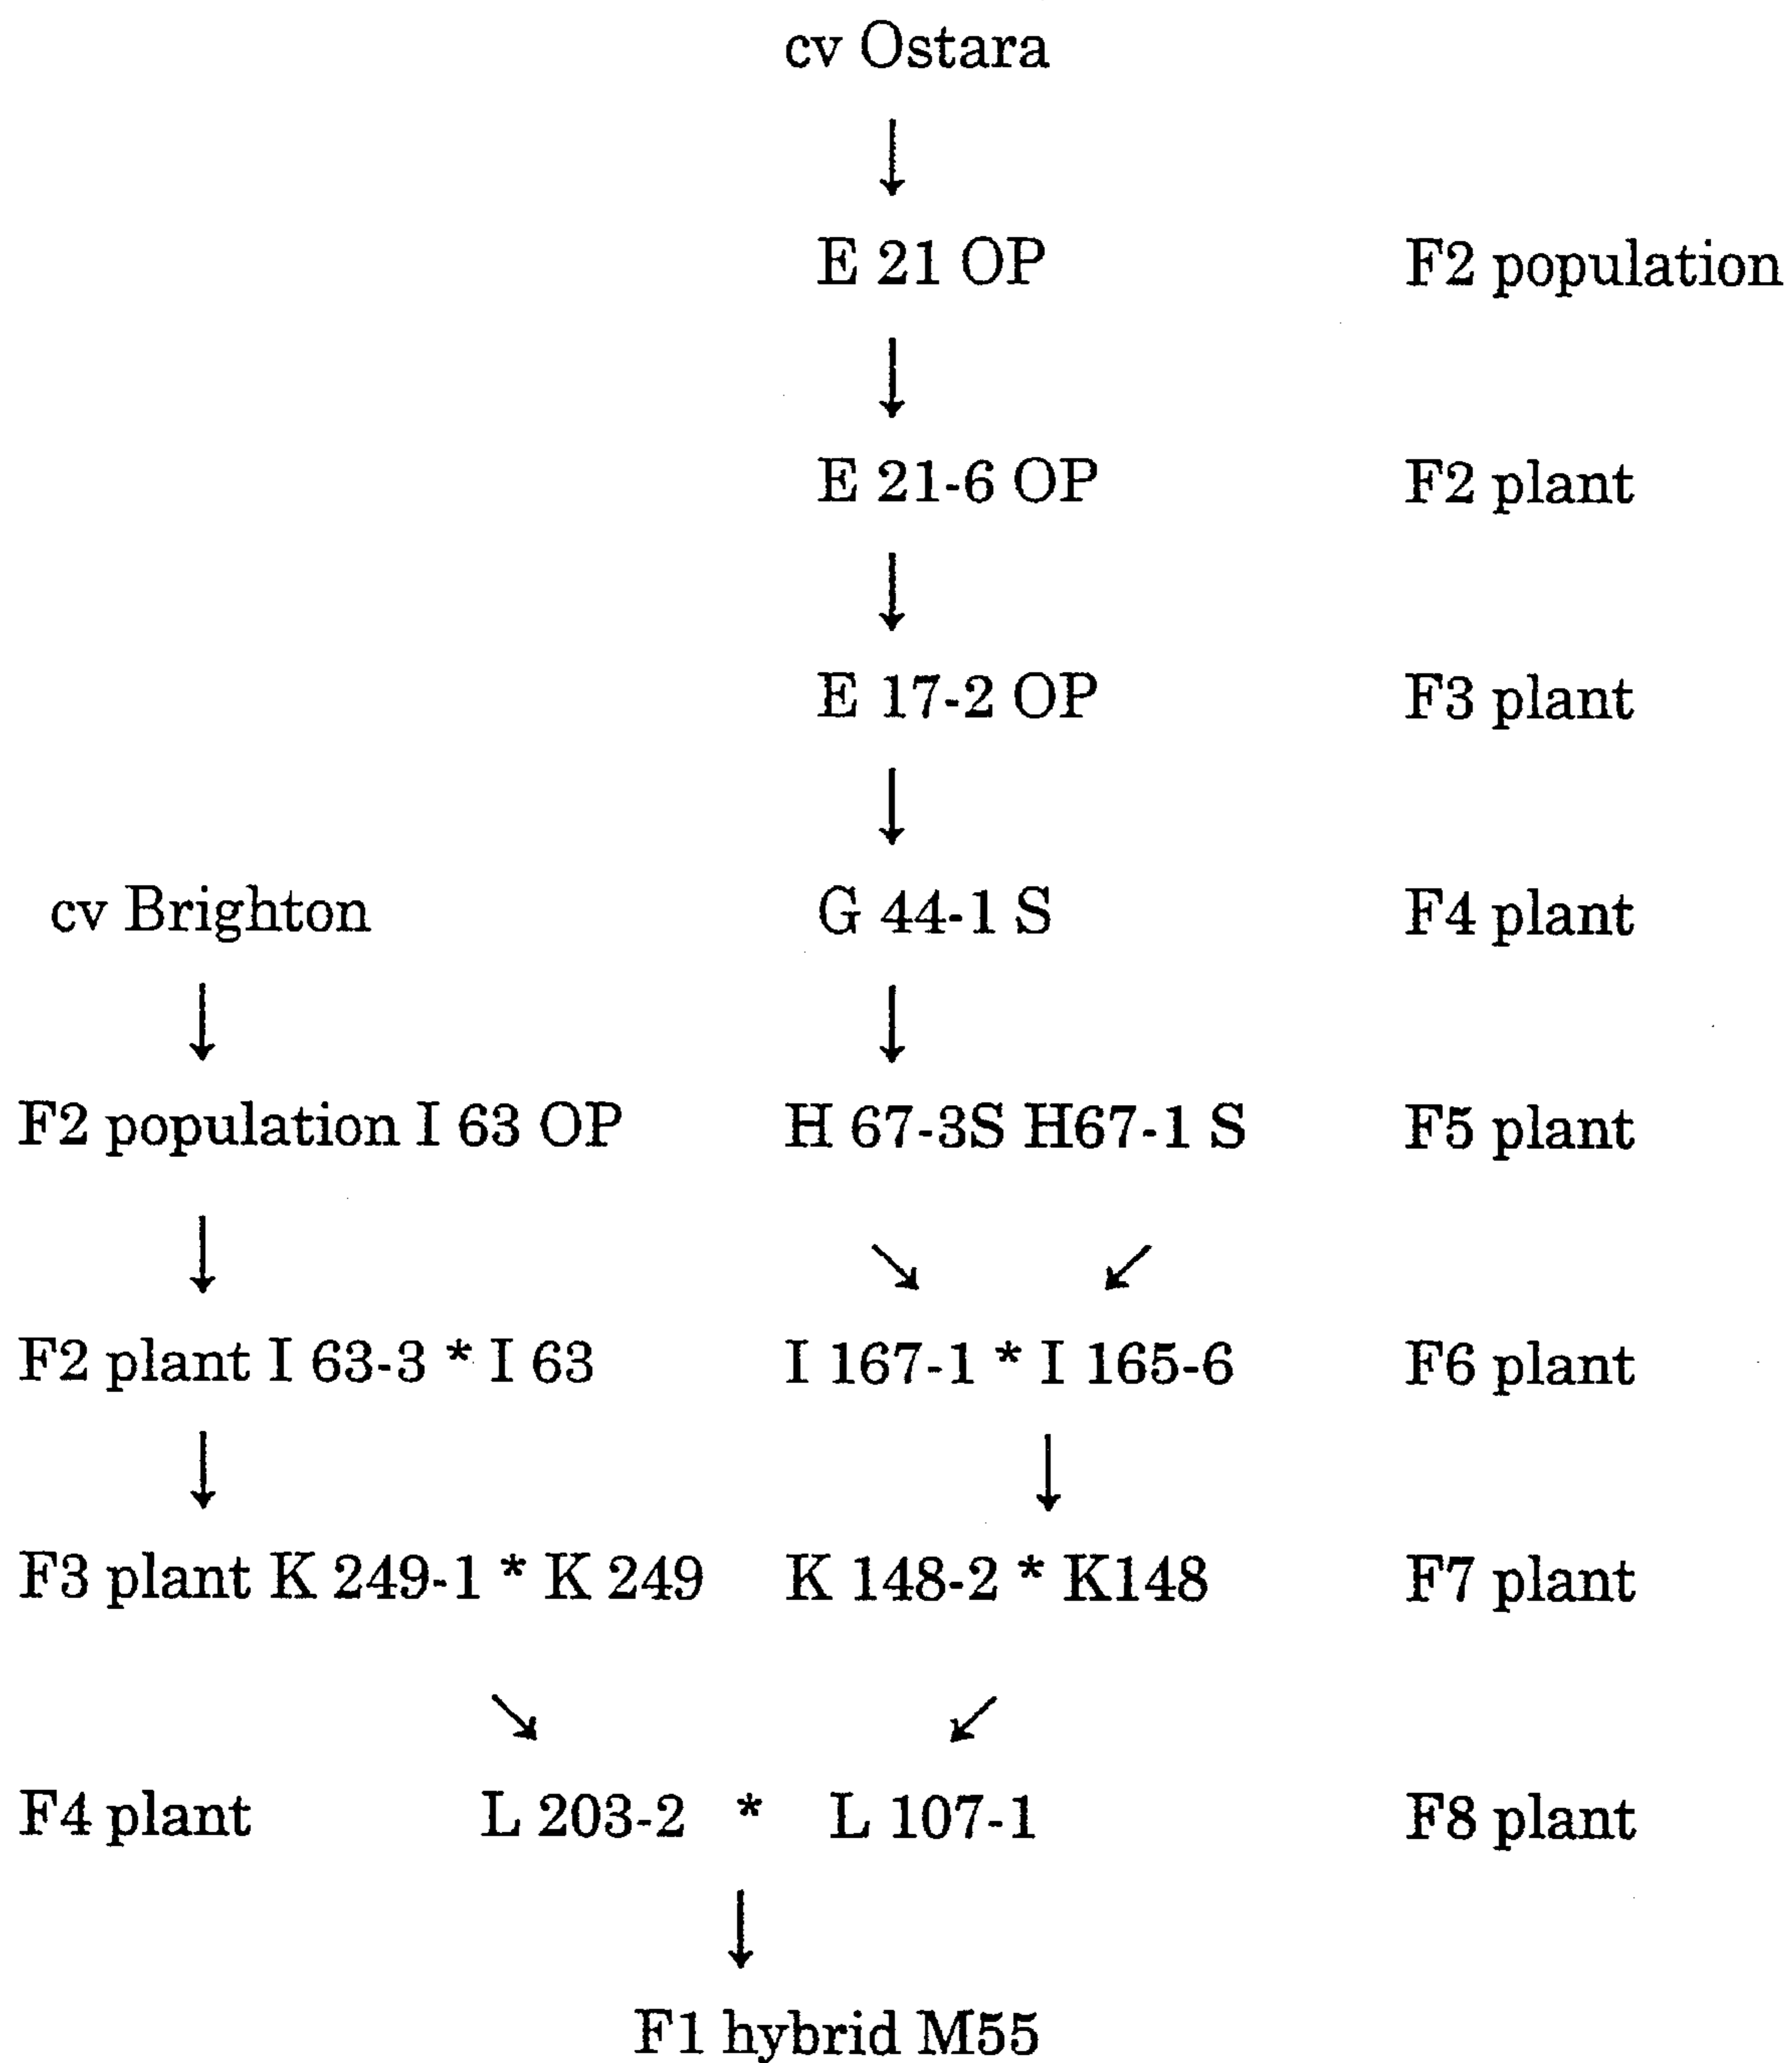 cv Ostara
↓
E 21 OP F2 population
↓
E 21-6 OP F2 plant
↓
E 17-2 OP F3 plant
↓
cv Brighton G 44-1 S F4 plant
↓ ↓
F2 population I 63 OP H 67-3S H67-1 S F5 plant
↓ ↘ ↙
F2 plant I 63-3 * I 63 I 167-1 * I 165-6 F6 plant
↓ ↓
F3 plant K 249-1 * K 249 K 148-2 * K148 F7 plant
↘ ↙
F4 plant L 203-2 * L 107-1 F8 plant
↓
F1 hybrid M55